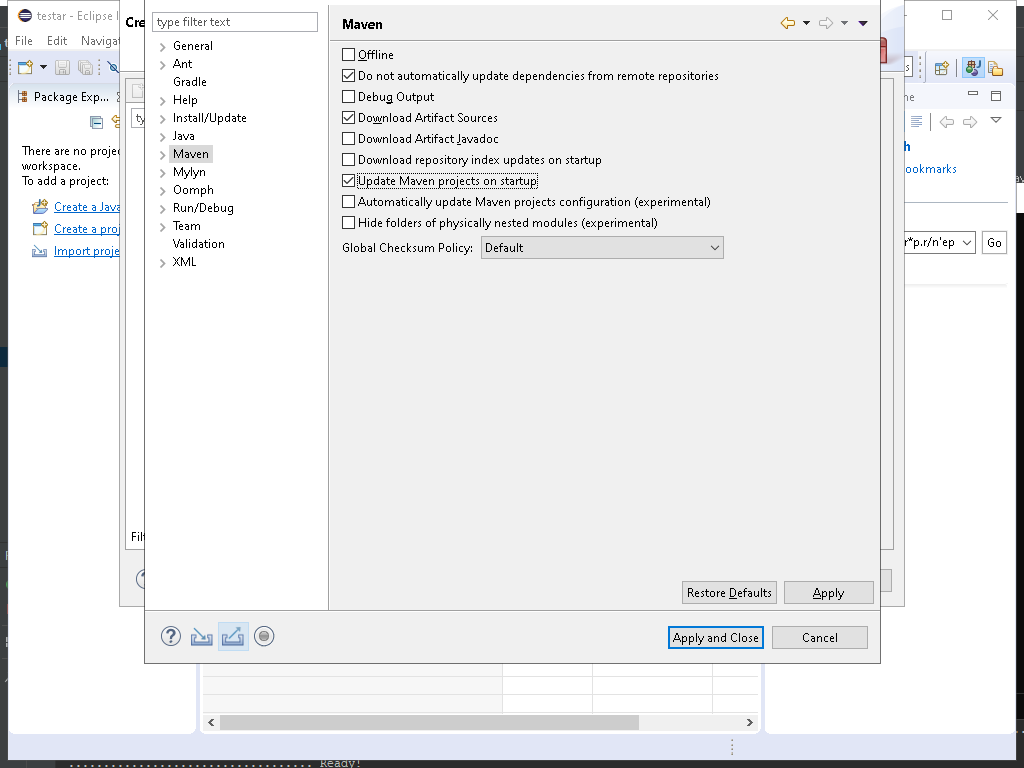 testar - Eclipse I
File Edit Navigat
Package Exp...
There are no projec
workspace.
To add a project:
Create a Java
Create a proj
Import proje
Cre
ty
Filt
type filter text
General
Ant
Gradle
Help
Install/Update
Java
Maven
Mylyn
Oomph
Run/Debug
Team
Validation
XML
Maven
Offline
Do not automatically update dependencies from remote repositories
Debug Output
Download Artifact Sources
Download Artifact Javadoc
Download repository index updates on startup
Update Maven projects on startup
Automatically update Maven projects configuration (experimental)
Hide folders of physically nested modules (experimental)
Global Checksum Policy: Default
Restore Defaults Apply
Apply and Close Cancel
ne
h
ookmarks
r*p.r/n'ep Go
Ready!